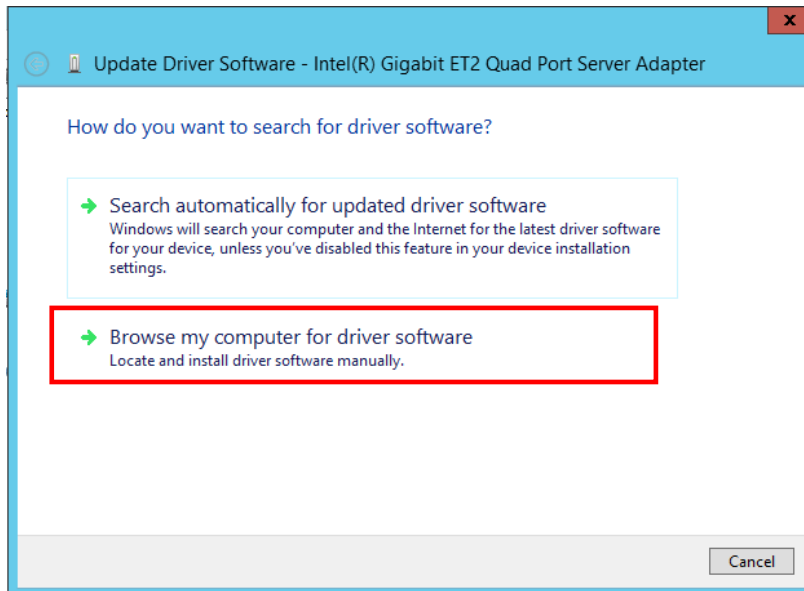 x
Update Driver Software - Intel(R) Gigabit ET2 Quad Port Server Adapter
How do you want to search for driver software?
Search automatically for updated driver software
Windows will search your computer and the Internet for the latest driver software
for your device, unless you've disabled this feature in your device installation
settings.
Browse my computer for driver software
Locate and install driver software manually.
Cancel